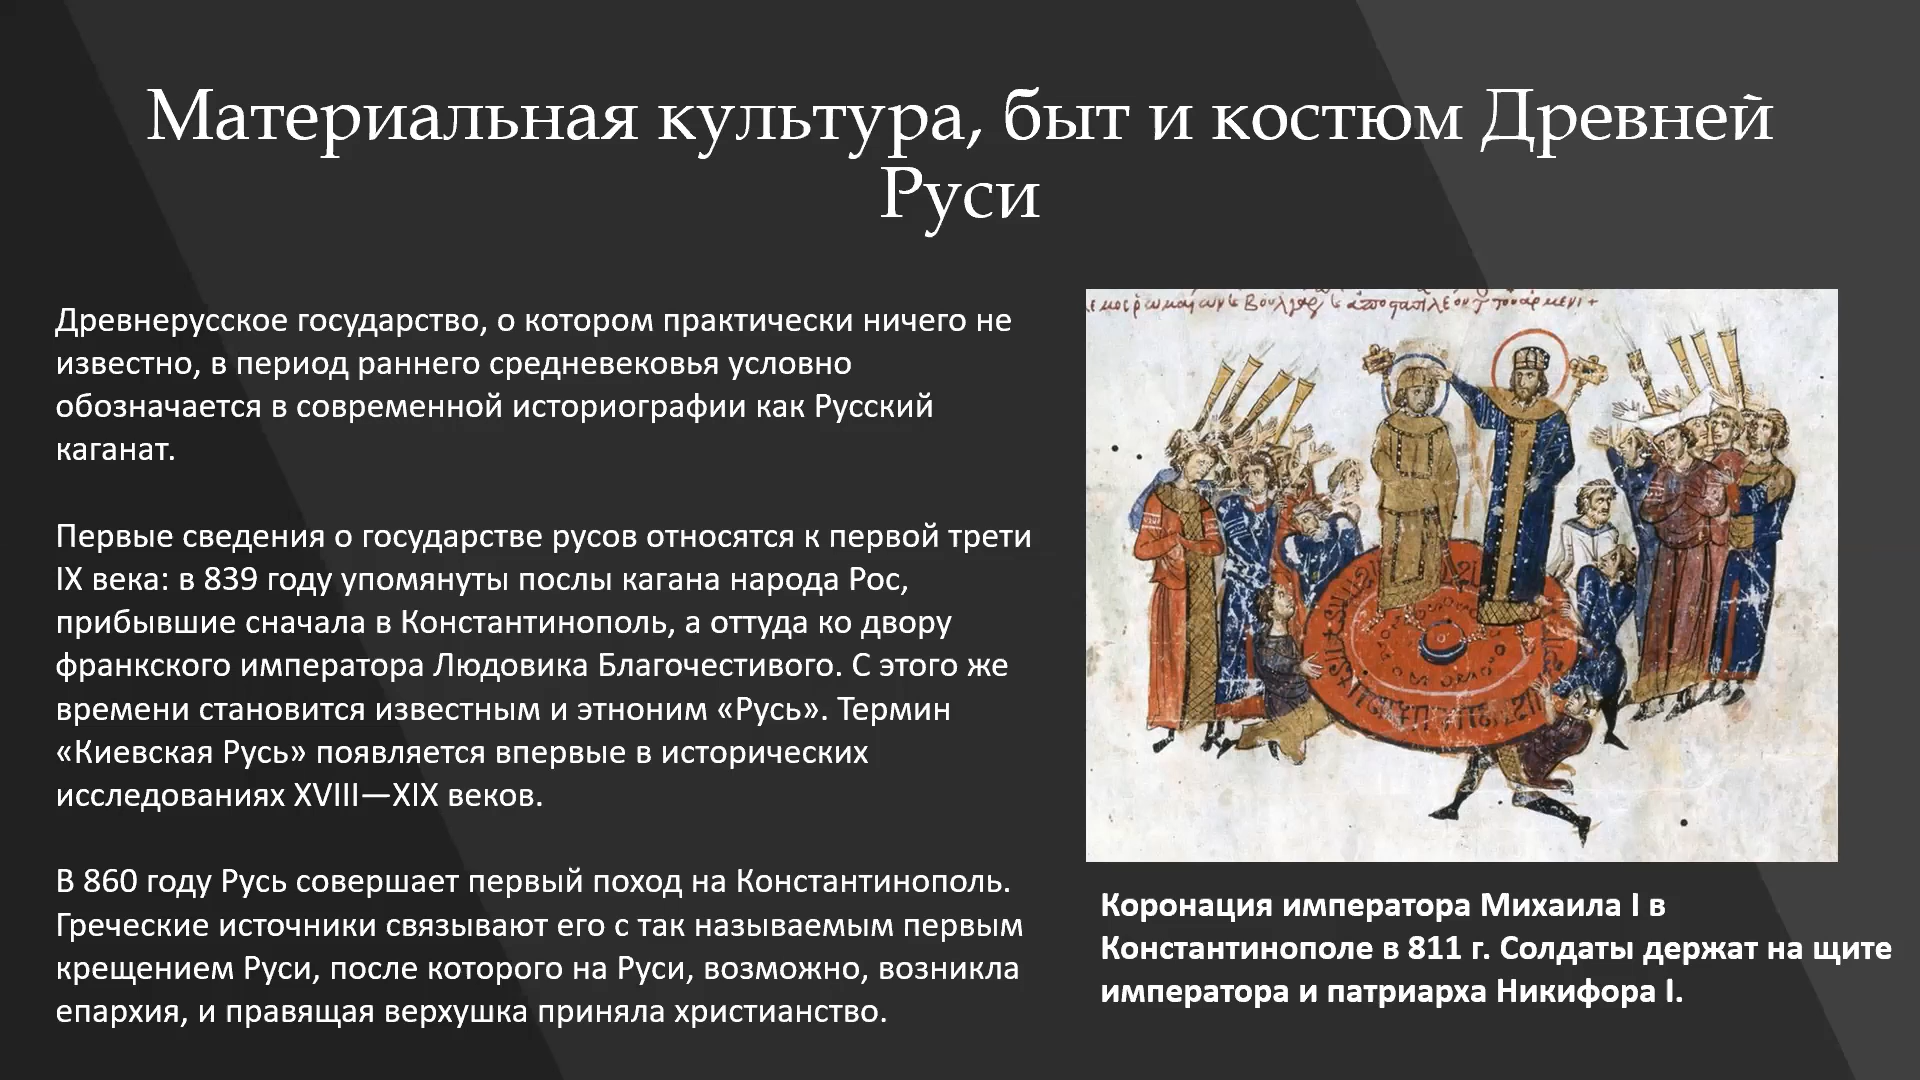 Материальная культура, быт и костюм Древней
Руси
Древнерусское государство, о котором практически ничего не
известно, в период раннего средневековья условно
обозначается в современной историографии как Русский
каганат.
Первые сведения о государстве русов относятся к первой трети
IX века: в 839 году упомянуты послы кагана народа Рос,
прибывшие сначала в Константинополь, а оттуда ко двору
франкского императора Людовика Благочестивого. С этого же
времени становится известным и этноним «Русь». Термин
«Киевская Русь» появляется впервые в исторических
исследованиях XVIII—XIX веков.
В 860 году Русь совершает первый поход на Константинополь.
Греческие источники связывают его с так называемым первым
крещением Руси, после которого на Руси, возможно, возникла
епархия, и правящая верхушка приняла христианство.
Коронация императора Михаила I в
Константинополе в 811 г. Солдаты держат на щите
императора и патриарха Никифора I.